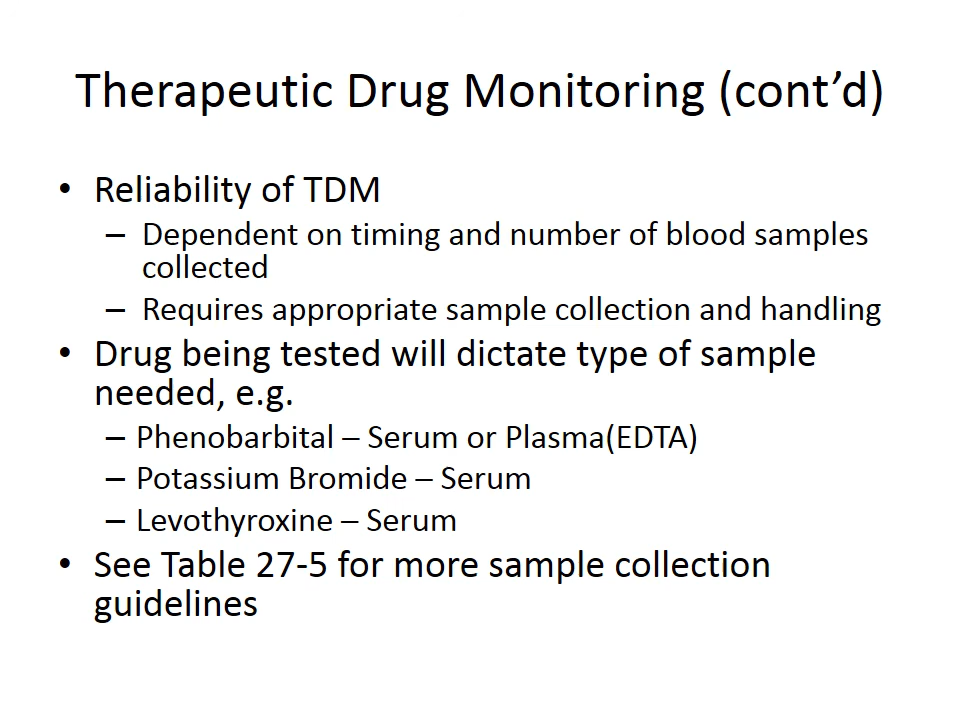 Therapeutic Drug Monitoring (cont’d)
• Reliability of TDM
– Dependent on timing and number of blood samples
collected
– Requires appropriate sample collection and handling
• Drug being tested will dictate type of sample
needed, e.g.
– Phenobarbital – Serum or Plasma(EDTA)
– Potassium Bromide – Serum
– Levothyroxine – Serum
• See Table 27-5 for more sample collection
guidelines